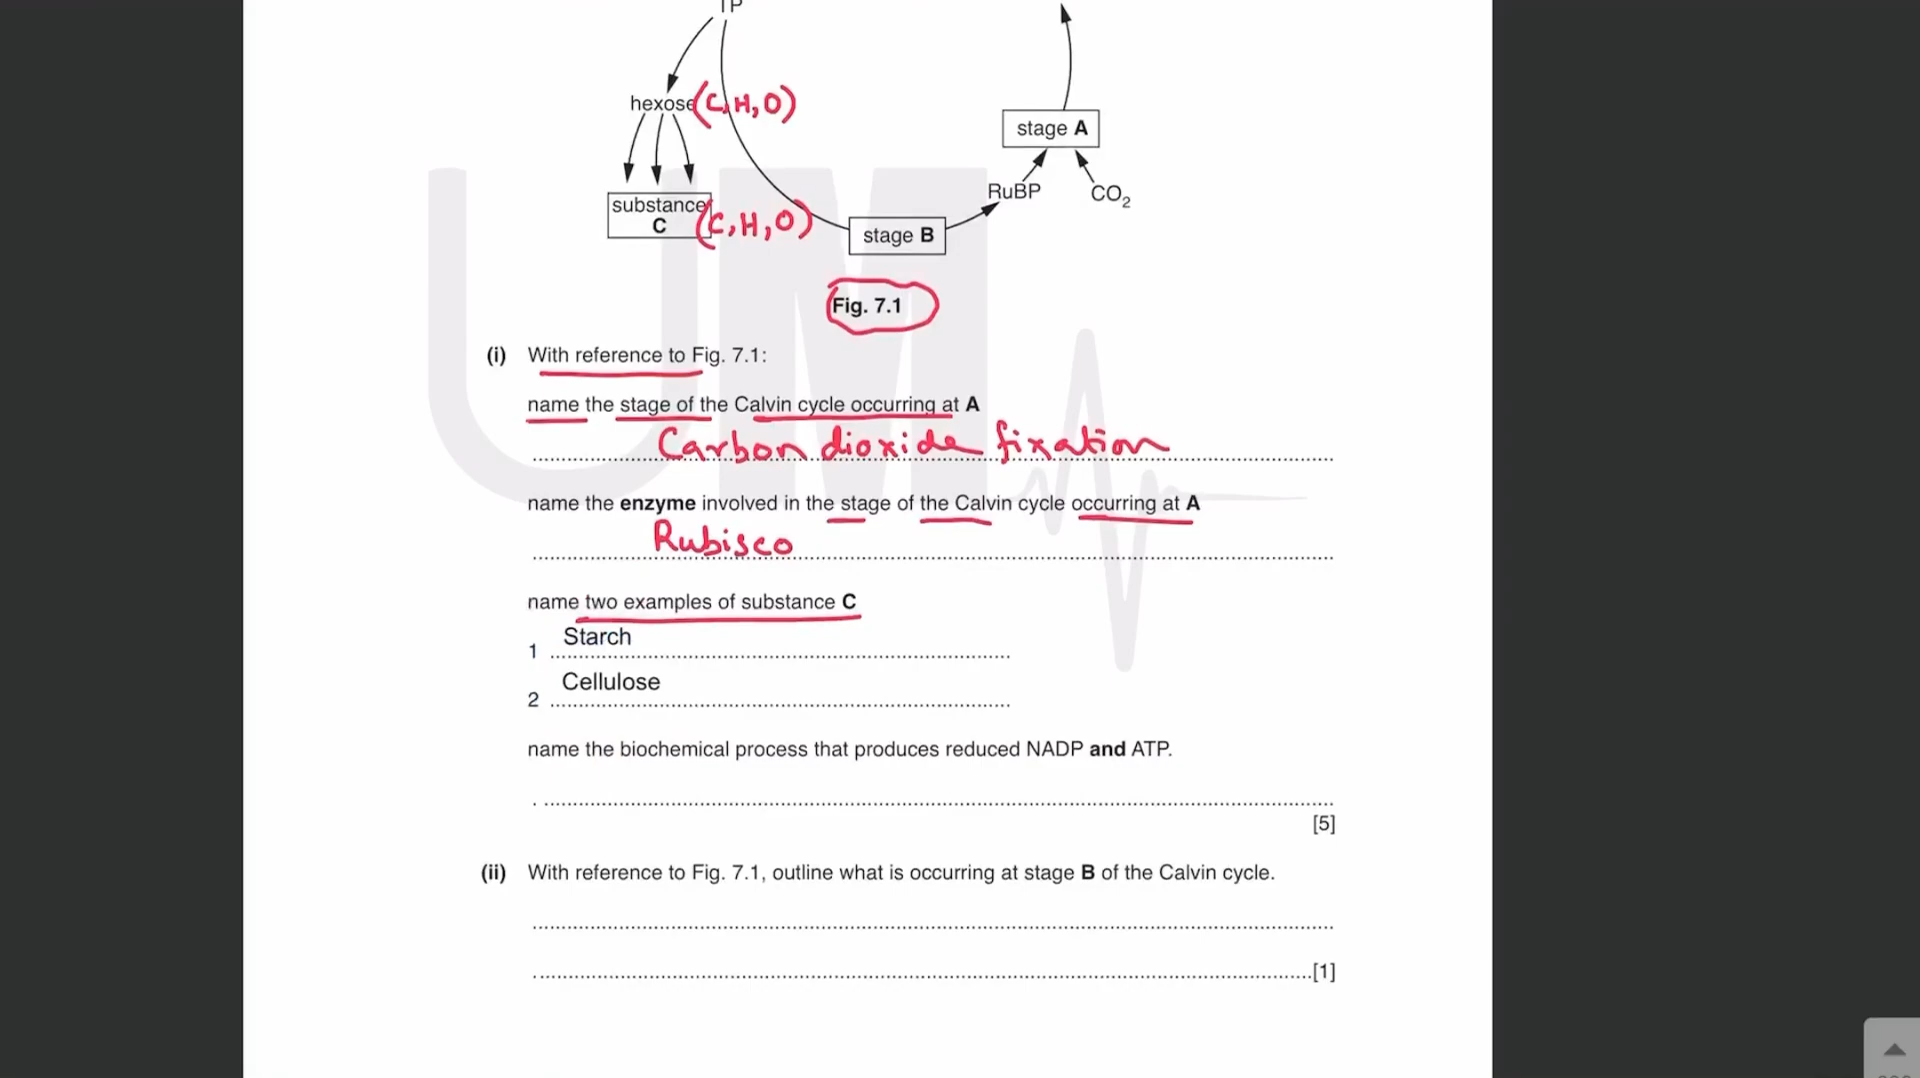 TP
hexose (C,H,O)
stage A
RuBP
CO2
substance
C (C,H,O)
stage B
Fig. 7.1
(i) With reference to Fig. 7.1:
name the stage of the Calvin cycle occurring at A
Carbon dioxide fixation
name the enzyme involved in the stage of the Calvin cycle occurring at A
Rubisco
name two examples of substance C
1 Starch
2 Cellulose
name the biochemical process that produces reduced NADP and ATP.
[5]
(ii) With reference to Fig. 7.1, outline what is occurring at stage B of the Calvin cycle.
[1]
UM